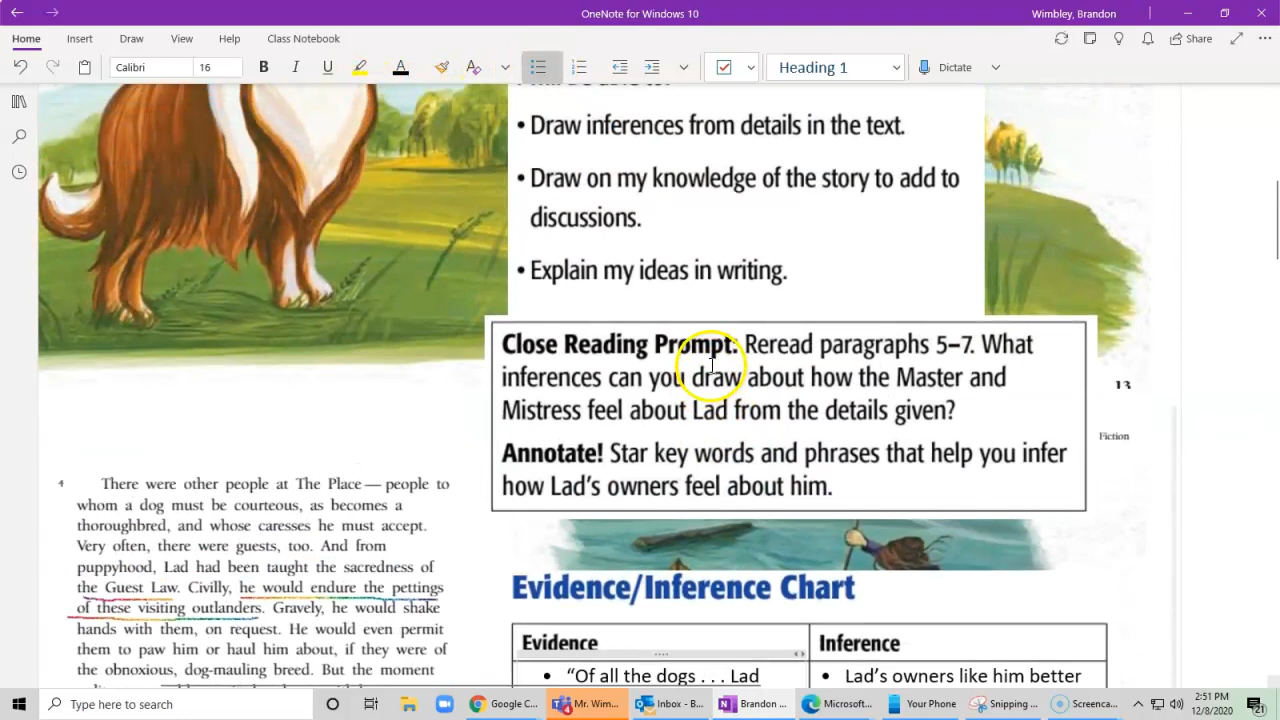 OneNote for Windows 10
Wimbley, Brandon
Home
Insert
Draw
View
Help
Class Notebook
Share
Calibri
16
B
I
U
A
Heading 1
Dictate
• Draw inferences from details in the text.
• Draw on my knowledge of the story to add to
discussions.
• Explain my ideas in writing.
Close Reading Prompt: Reread paragraphs 5–7. What
inferences can you draw about how the Master and
Mistress feel about Lad from the details given?
Annotate! Star key words and phrases that help you infer
how Lad's owners feel about him.
13
Fiction
4
There were other people at The Place — people to
whom a dog must be courteous, as becomes a
thoroughbred, and whose caresses he must accept.
Very often, there were guests, too. And from
puppyhood, Lad had been taught the sacredness of
the Guest Law. Civilly, he would endure the pettings
of these visiting outlanders. Gravely, he would shake
hands with them, on request. He would even permit
them to paw him or haul him about, if they were of
the obnoxious, dog-mauling breed. But the moment
Evidence/Inference Chart
Evidence
Inference
• "Of all the dogs . . . Lad
• Lad's owners like him better
Type here to search
Google C...
Mr. Wim...
Inbox - B...
Brandon ...
Microsoft...
Your Phone
Snipping ...
Screenca...
2:51 PM
12/8/2020
21